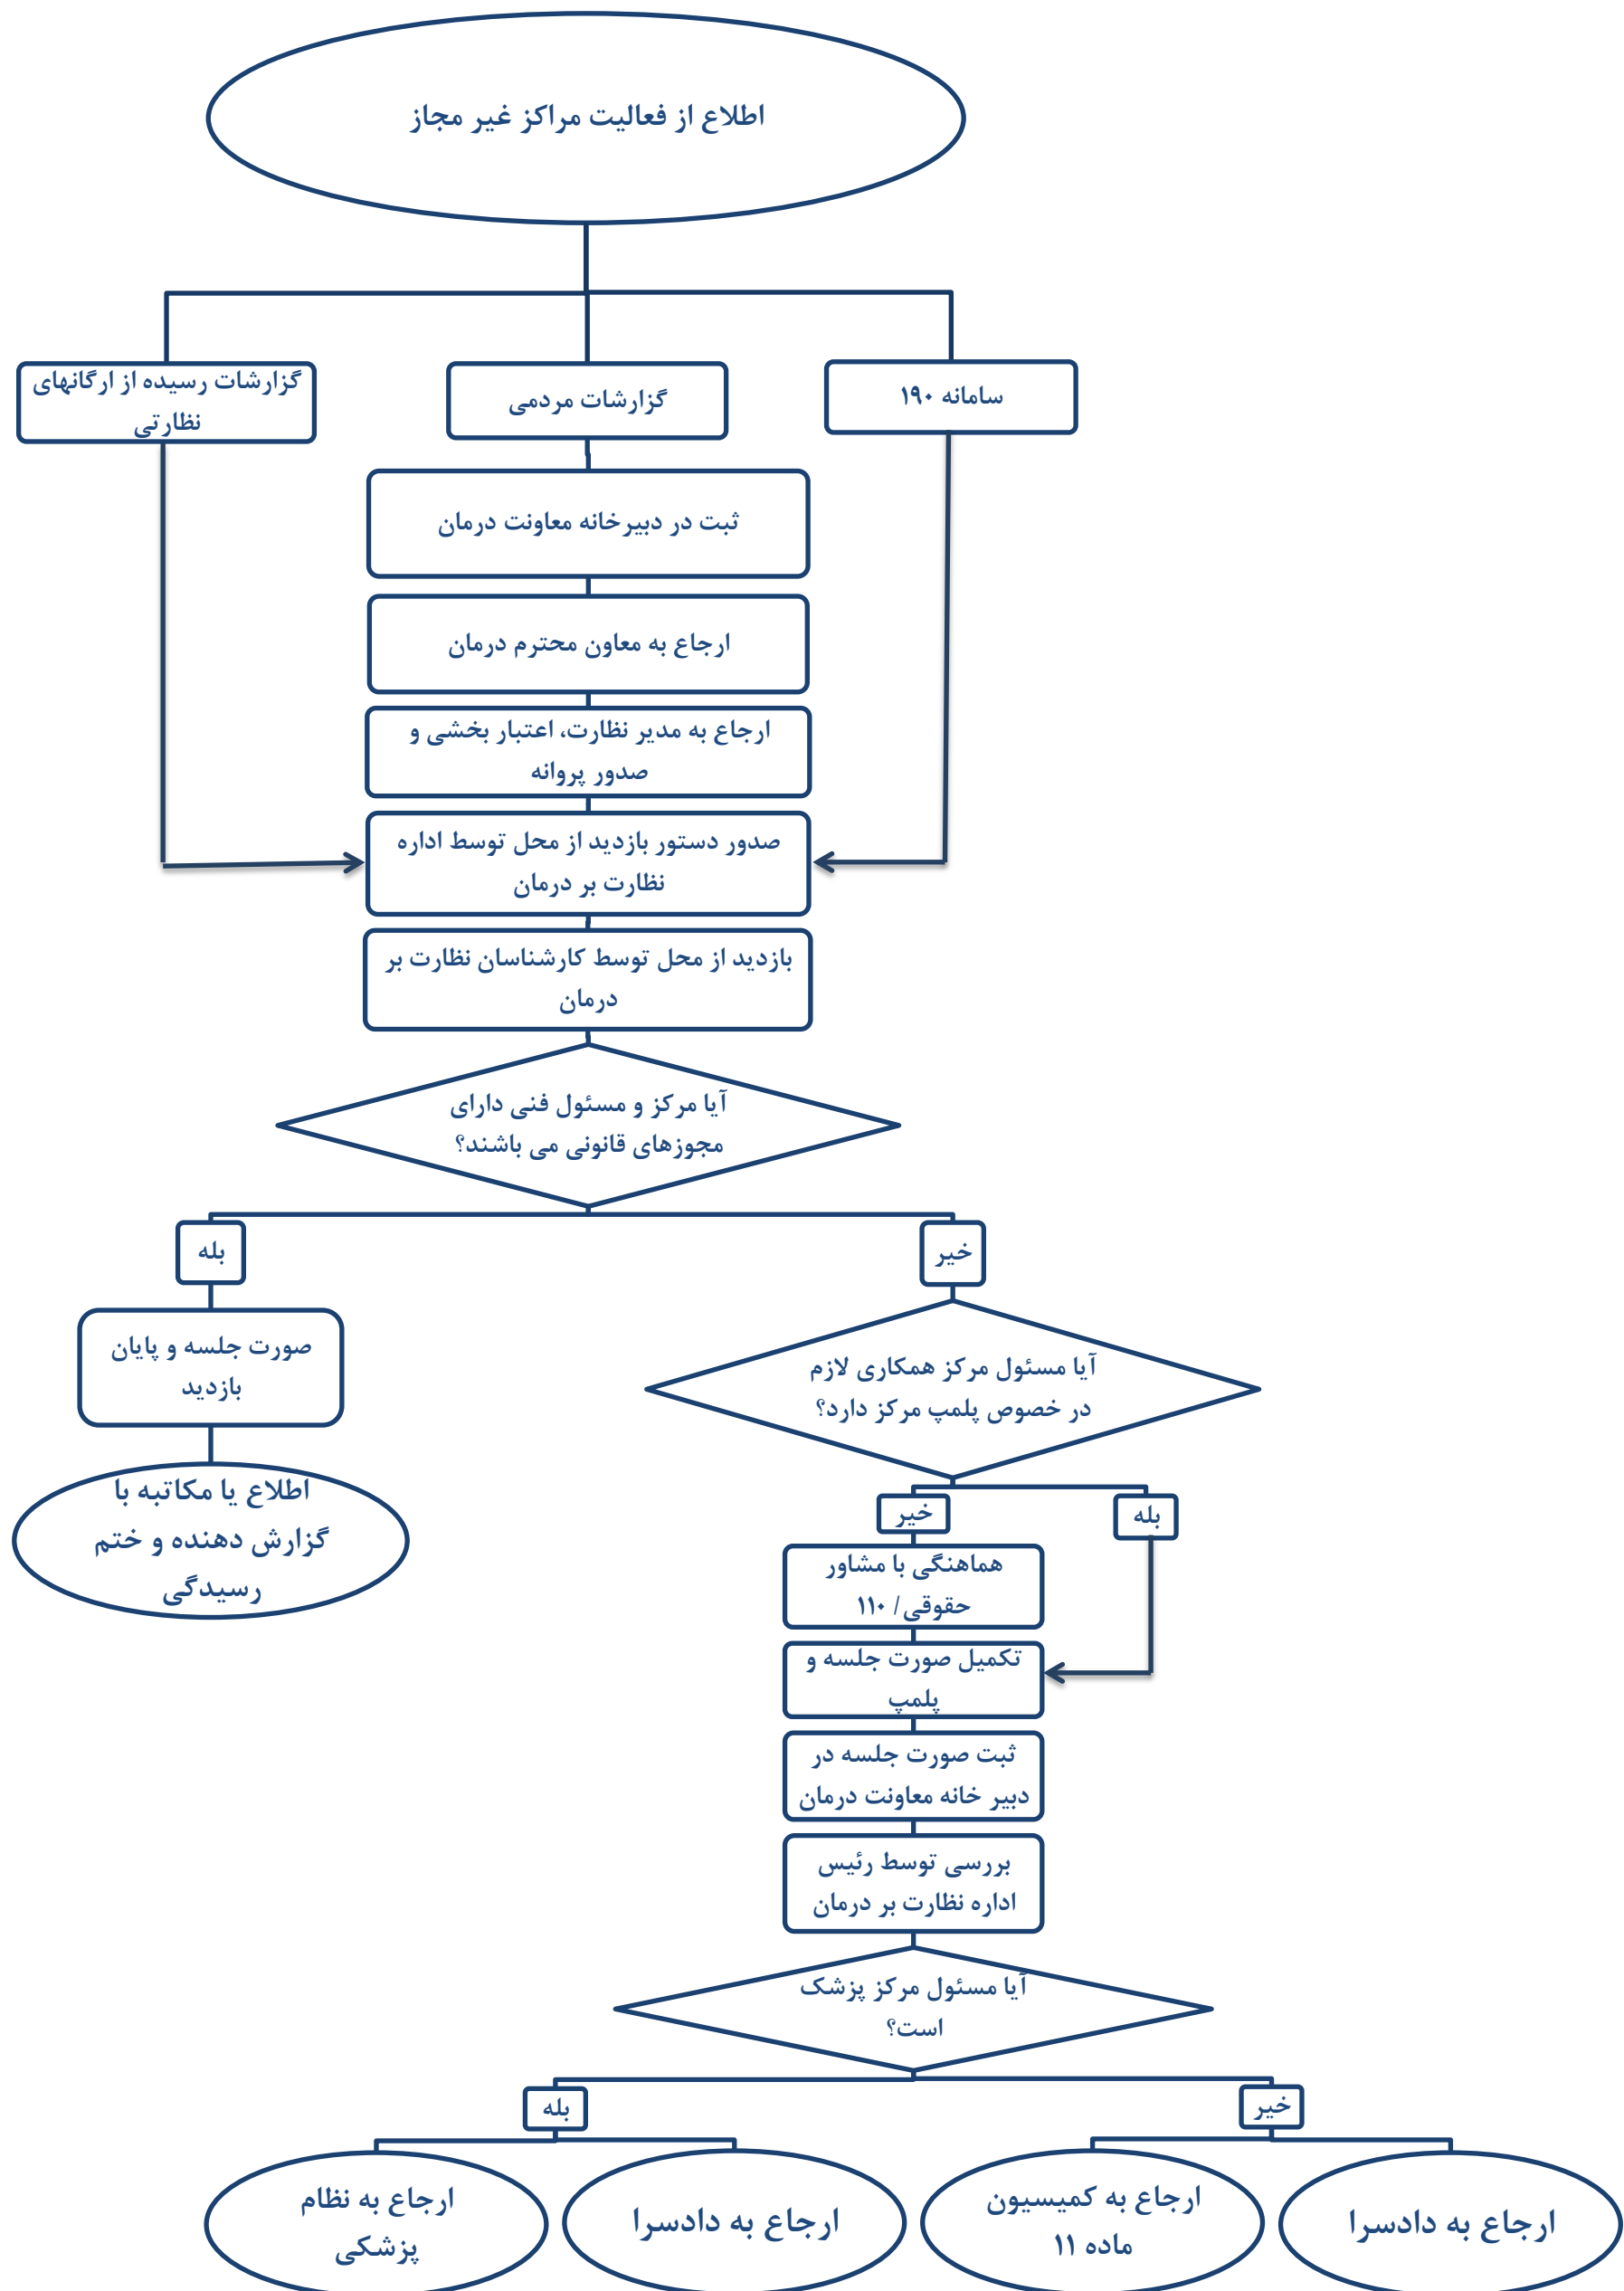 اطلاع از فعالیت مراکز غیر مجاز
سامانه ۱۹۰
گزارشات مردمی
گزارشات رسیده از ارگانهای
نظارتی
ثبت در دبیرخانه معاونت درمان
ارجاع به معاون محترم درمان
ارجاع به مدیر نظارت، اعتبار بخشی و
صدور پروانه
صدور دستور بازدید از محل توسط اداره
نظارت بر درمان
بازدید از محل توسط کارشناسان نظارت بر
درمان
آیا مرکز و مسئول فنی دارای
مجوزهای قانونی می باشند؟
خیر
بله
صورت جلسه و پایان
بازدید
اطلاع یا مکاتبه با
گزارش دهنده و ختم
رسیدگی
آیا مسئول مرکز همکاری لازم
در خصوص پلمپ مرکز دارد؟
بله
خیر
هماهنگی با مشاور
حقوقی/ ۱۱۰
تکمیل صورت جلسه و
پلمپ
ثبت صورت جلسه در
دبیر خانه معاونت درمان
بررسی توسط رئیس
اداره نظارت بر درمان
آیا مسئول مرکز پزشک
است؟
خیر
بله
ارجاع به دادسرا
ارجاع به کمیسیون
ماده ۱۱
ارجاع به دادسرا
ارجاع به نظام
پزشکی